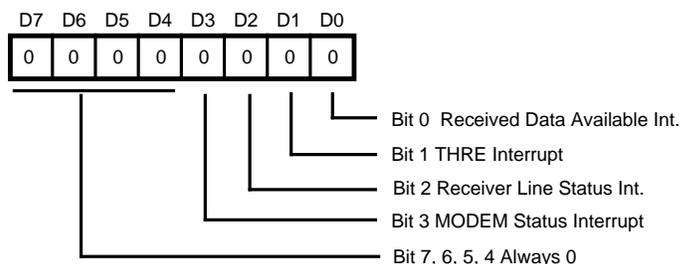 D7 D6 D5 D4 D3 D2 D1 D0
0 0 0 0 0 0 0 0
Bit 0 Received Data Available Int.
Bit 1 THRE Interrupt
Bit 2 Receiver Line Status Int.
Bit 3 MODEM Status Interrupt
Bit 7, 6, 5, 4 Always 0